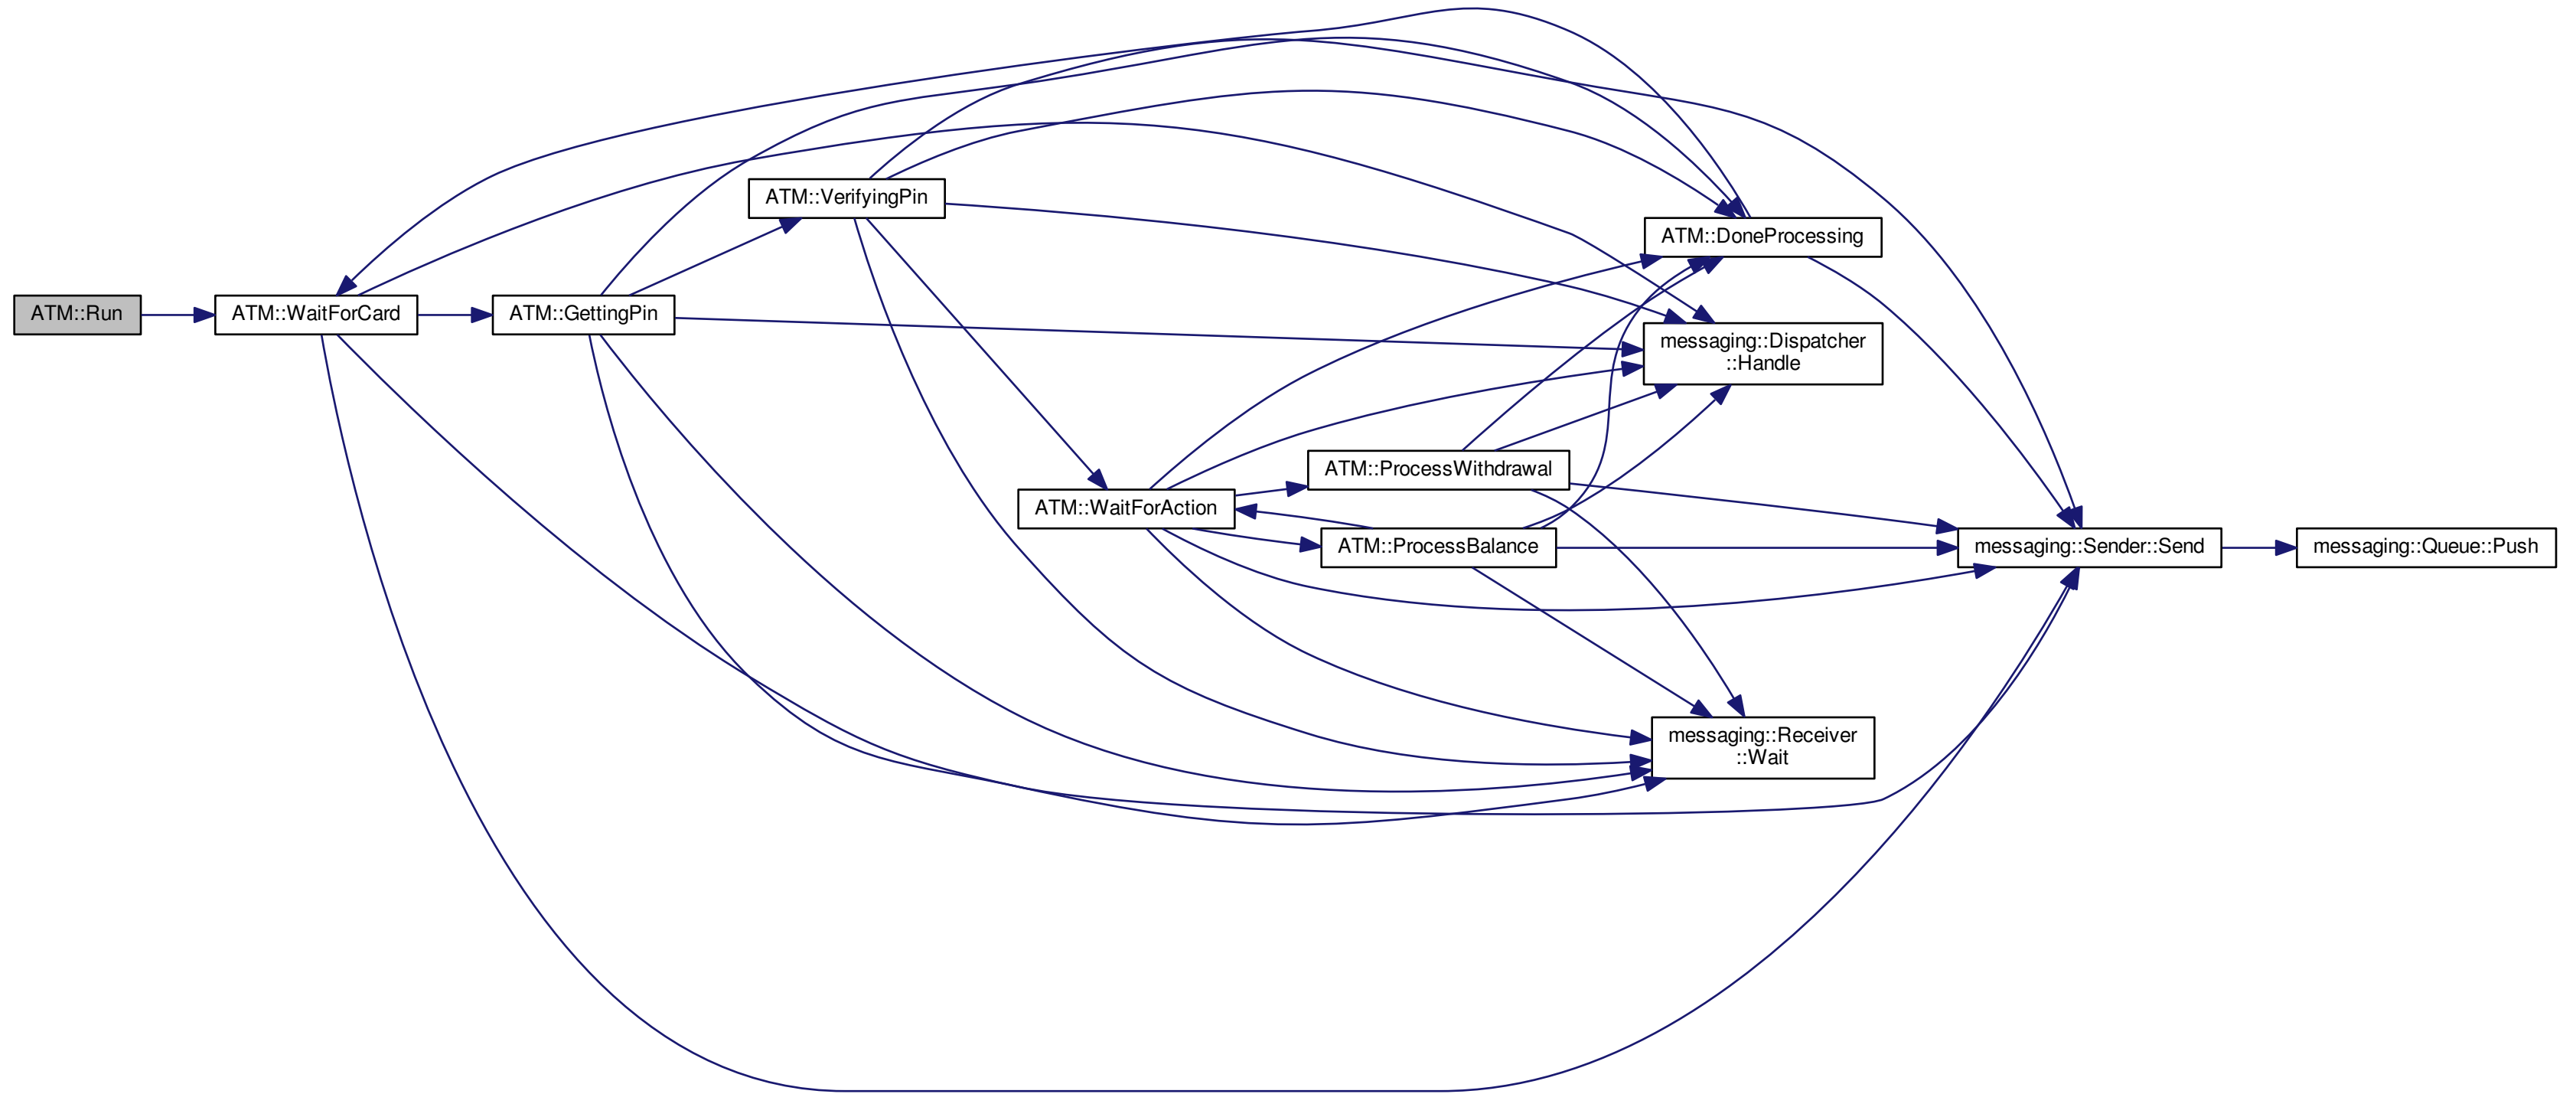 ATM::Run
ATM::WaitForCard
ATM::GettingPin
ATM::VerifyingPin
ATM::WaitForAction
ATM::ProcessWithdrawal
ATM::ProcessBalance
ATM::DoneProcessing
messaging::Dispatcher
::Handle
messaging::Receiver
::Wait
messaging::Sender::Send
messaging::Queue::Push